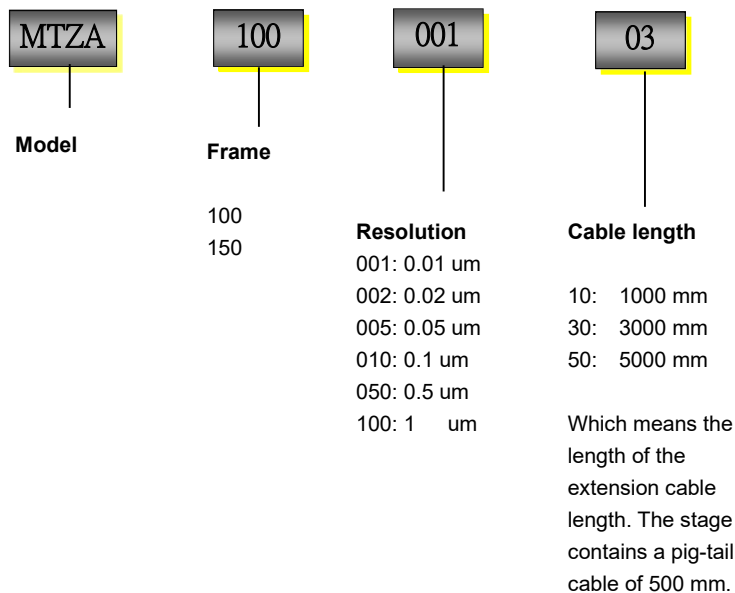 MTZA
100
001
03
Model
Frame
100
150
Resolution
001: 0.01 um
002: 0.02 um
005: 0.05 um
010: 0.1 um
050: 0.5 um
100: 1 um
Cable length
10: 1000 mm
30: 3000 mm
50: 5000 mm
Which means the
length of the
extension cable
length. The stage
contains a pig-tail
cable of 500 mm.